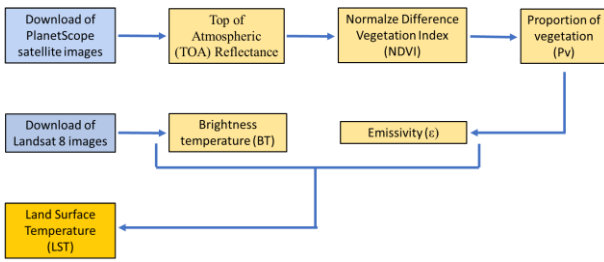 Download of
PlanetScope
satellite images
Top of
Atmospheric
(TOA) Reflectance
Normalze Difference
Vegetation Index
(NDVI)
Proportion of
vegetation
(Pv)
Download of
Landsat 8 images
Brightness
temperature (BT)
Emissivity (ε)
Land Surface
Temperature
(LST)